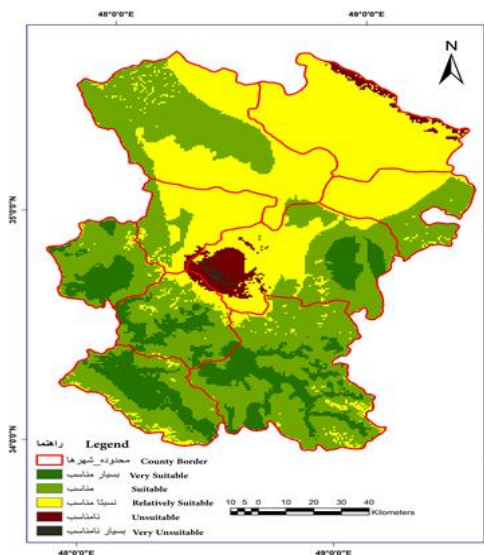 48°0'0"E
49°0'0"E
N
35°0'0"N
34°0'0"N
راهنما Legend
محدوده_شهرها County Border
بسیار مناسب Very Suitable
مناسب Suitable
نسبتا مناسب Relatively Suitable
نامناسب Unsuitable
بسیار نامناسب Very Unsuitable
10 5 0 10 20 30 40
Kilometers
48°0'0"E
49°0'0"E